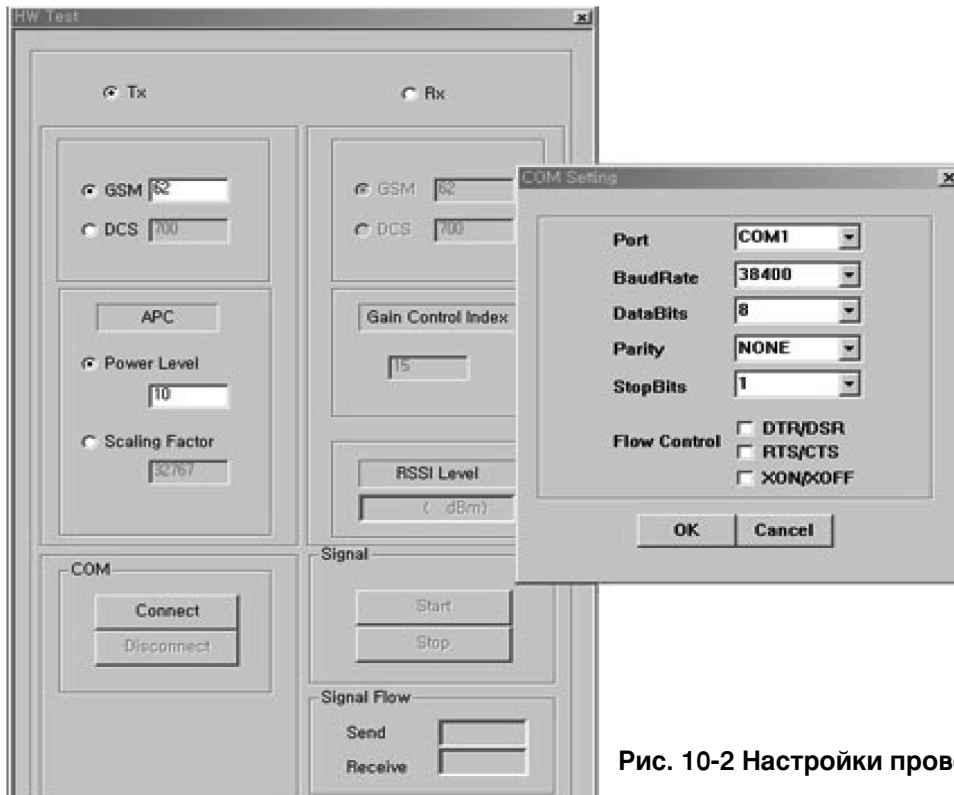 HW Test
Tx
Rx
GSM 62
DCS 700
GSM 62
DCS 700
APC
Power Level
10
Scaling Factor
32767
Gain Control Index
15
RSSI Level
( dBm)
COM
Connect
Disconnect
Signal
Start
Stop
Signal Flow
Send
Receive
COM Setting
Port COM1
BaudRate 38400
DataBits 8
Parity NONE
StopBits 1
Flow Control
DTR/DSR
RTS/CTS
XON/XOFF
OK Cancel
Рис. 10-2 Настройки